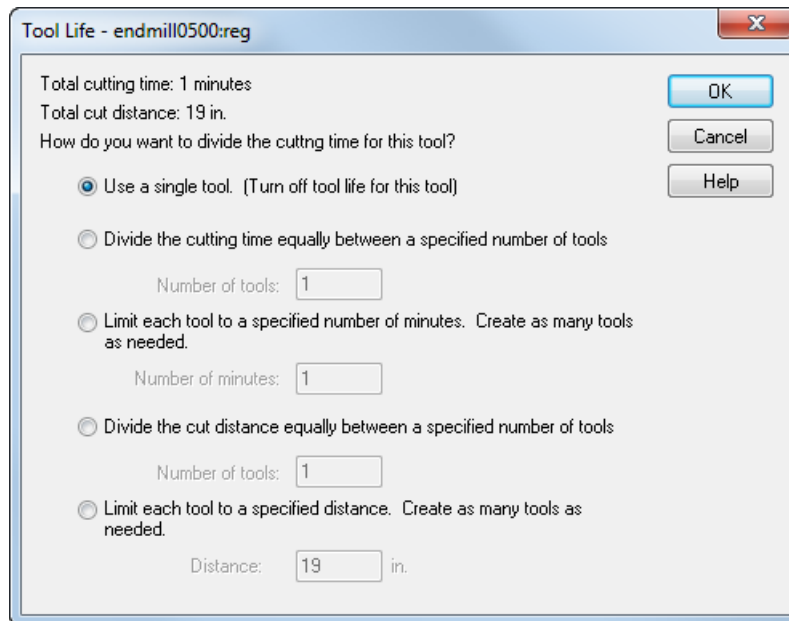 Tool Life - endmill0500:reg
Total cutting time: 1 minutes
OK
Total cut distance: 19 in.
How do you want to divide the cuttng time for this tool?
Cancel
Use a single tool.  (Turn off tool life for this tool)
Help
Divide the cutting time equally between a specified number of tools
Number of tools: 1
Limit each tool to a specified number of minutes.  Create as many tools
as needed.
Number of minutes: 1
Divide the cut distance equally between a specified number of tools
Number of tools: 1
Limit each tool to a specified distance.  Create as many tools as
needed.
Distance: 19 in.